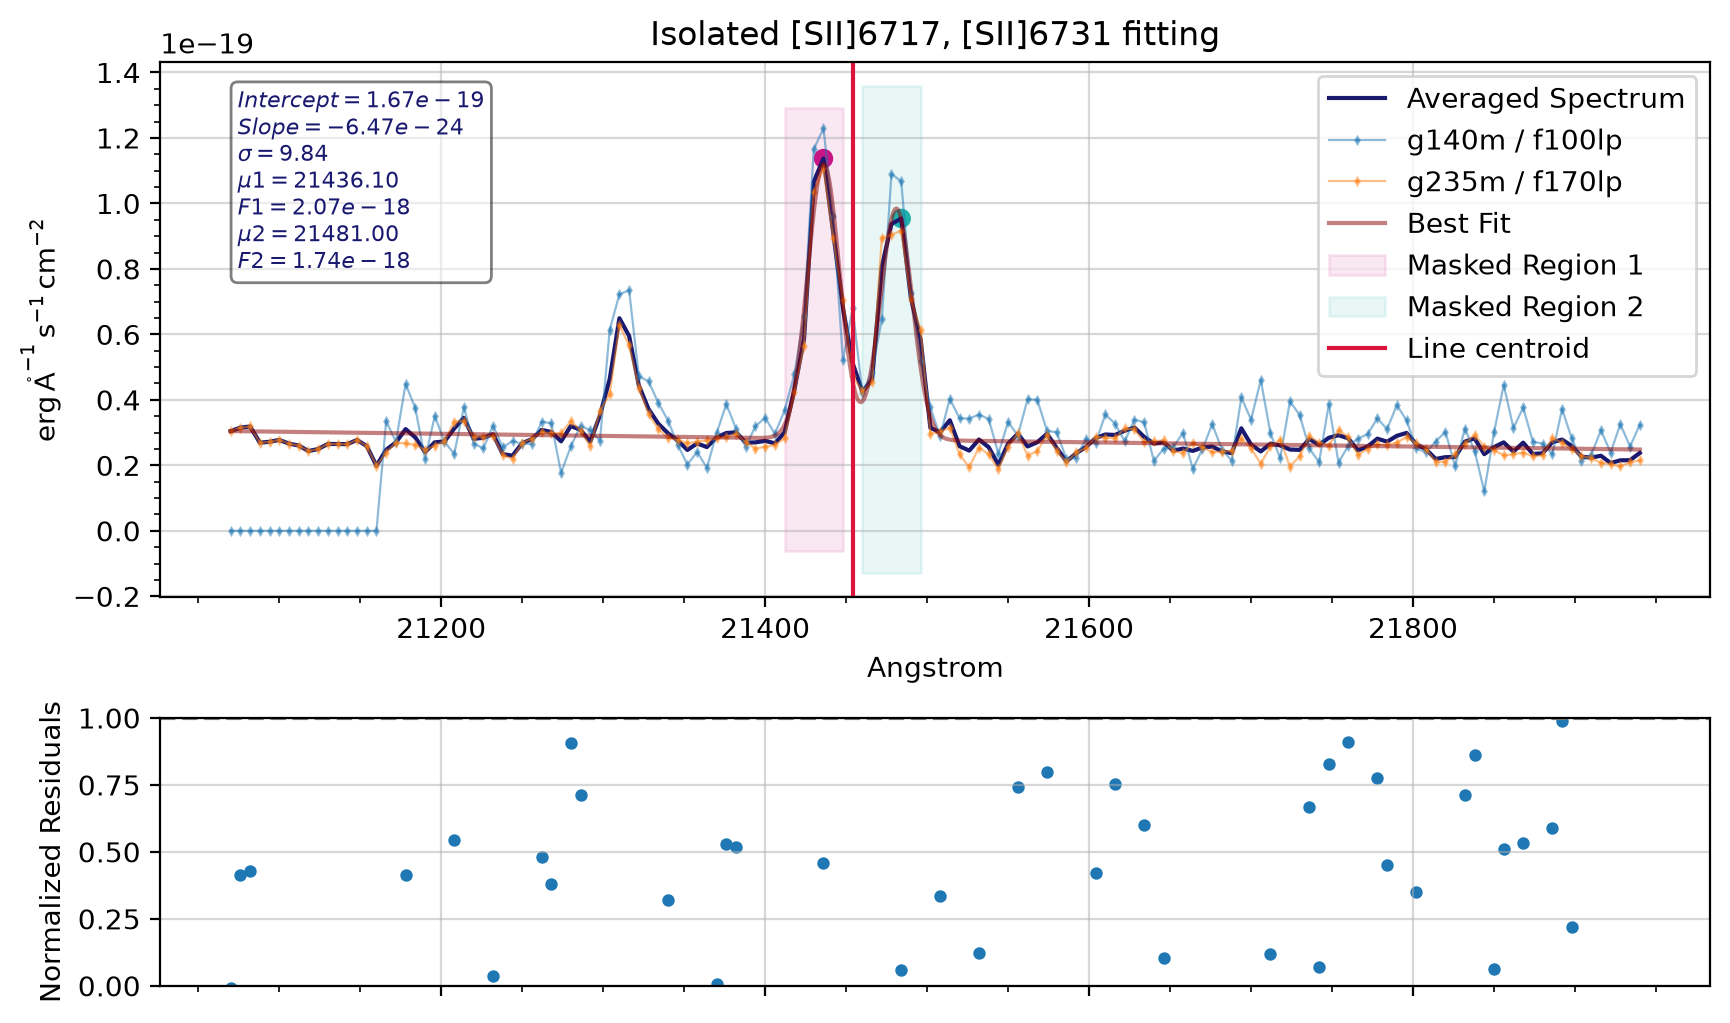 Isolated [SII]6717, [SII]6731 fitting
1e−19
1.4
1.2
1.0
0.8
0.6
0.4
0.2
0.0
−0.2
erg Å⁻¹ s⁻¹ cm⁻²
Intercept = 1.67e − 19
Slope = −6.47e − 24
σ = 9.84
μ1 = 21436.10
F1 = 2.07e − 18
μ2 = 21481.00
F2 = 1.74e − 18
Averaged Spectrum
g140m / f100lp
g235m / f170lp
Best Fit
Masked Region 1
Masked Region 2
Line centroid
21200 21400 21600 21800
Angstrom
1.00
0.75
0.50
0.25
0.00
Normalized Residuals